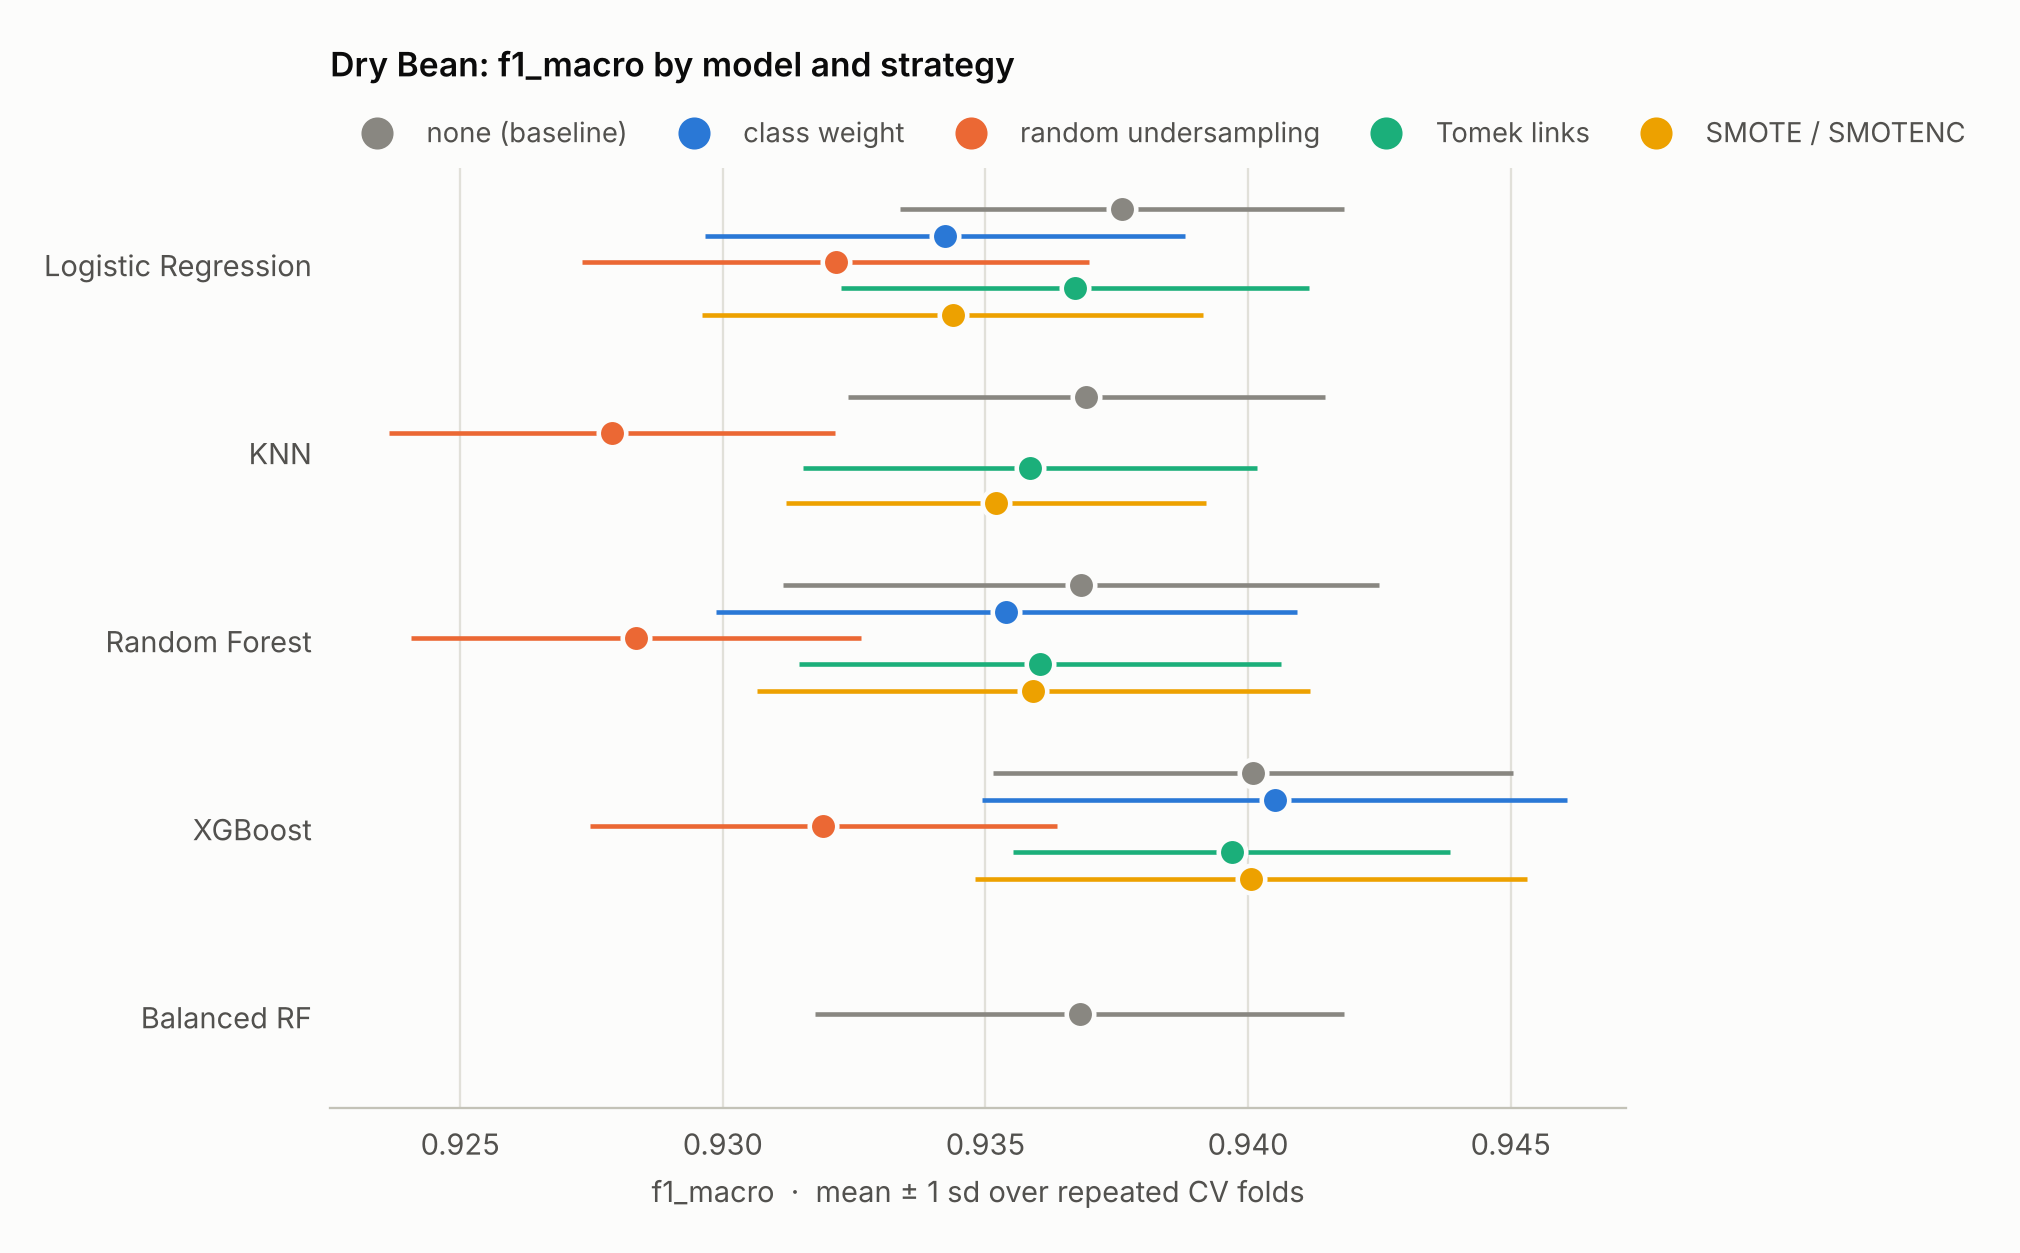 Dry Bean: f1_macro by model and strategy
none (baseline) class weight random undersampling Tomek links SMOTE / SMOTENC
Logistic Regression
KNN
Random Forest
XGBoost
Balanced RF
0.925 0.930 0.935 0.940 0.945
f1_macro · mean ± 1 sd over repeated CV folds